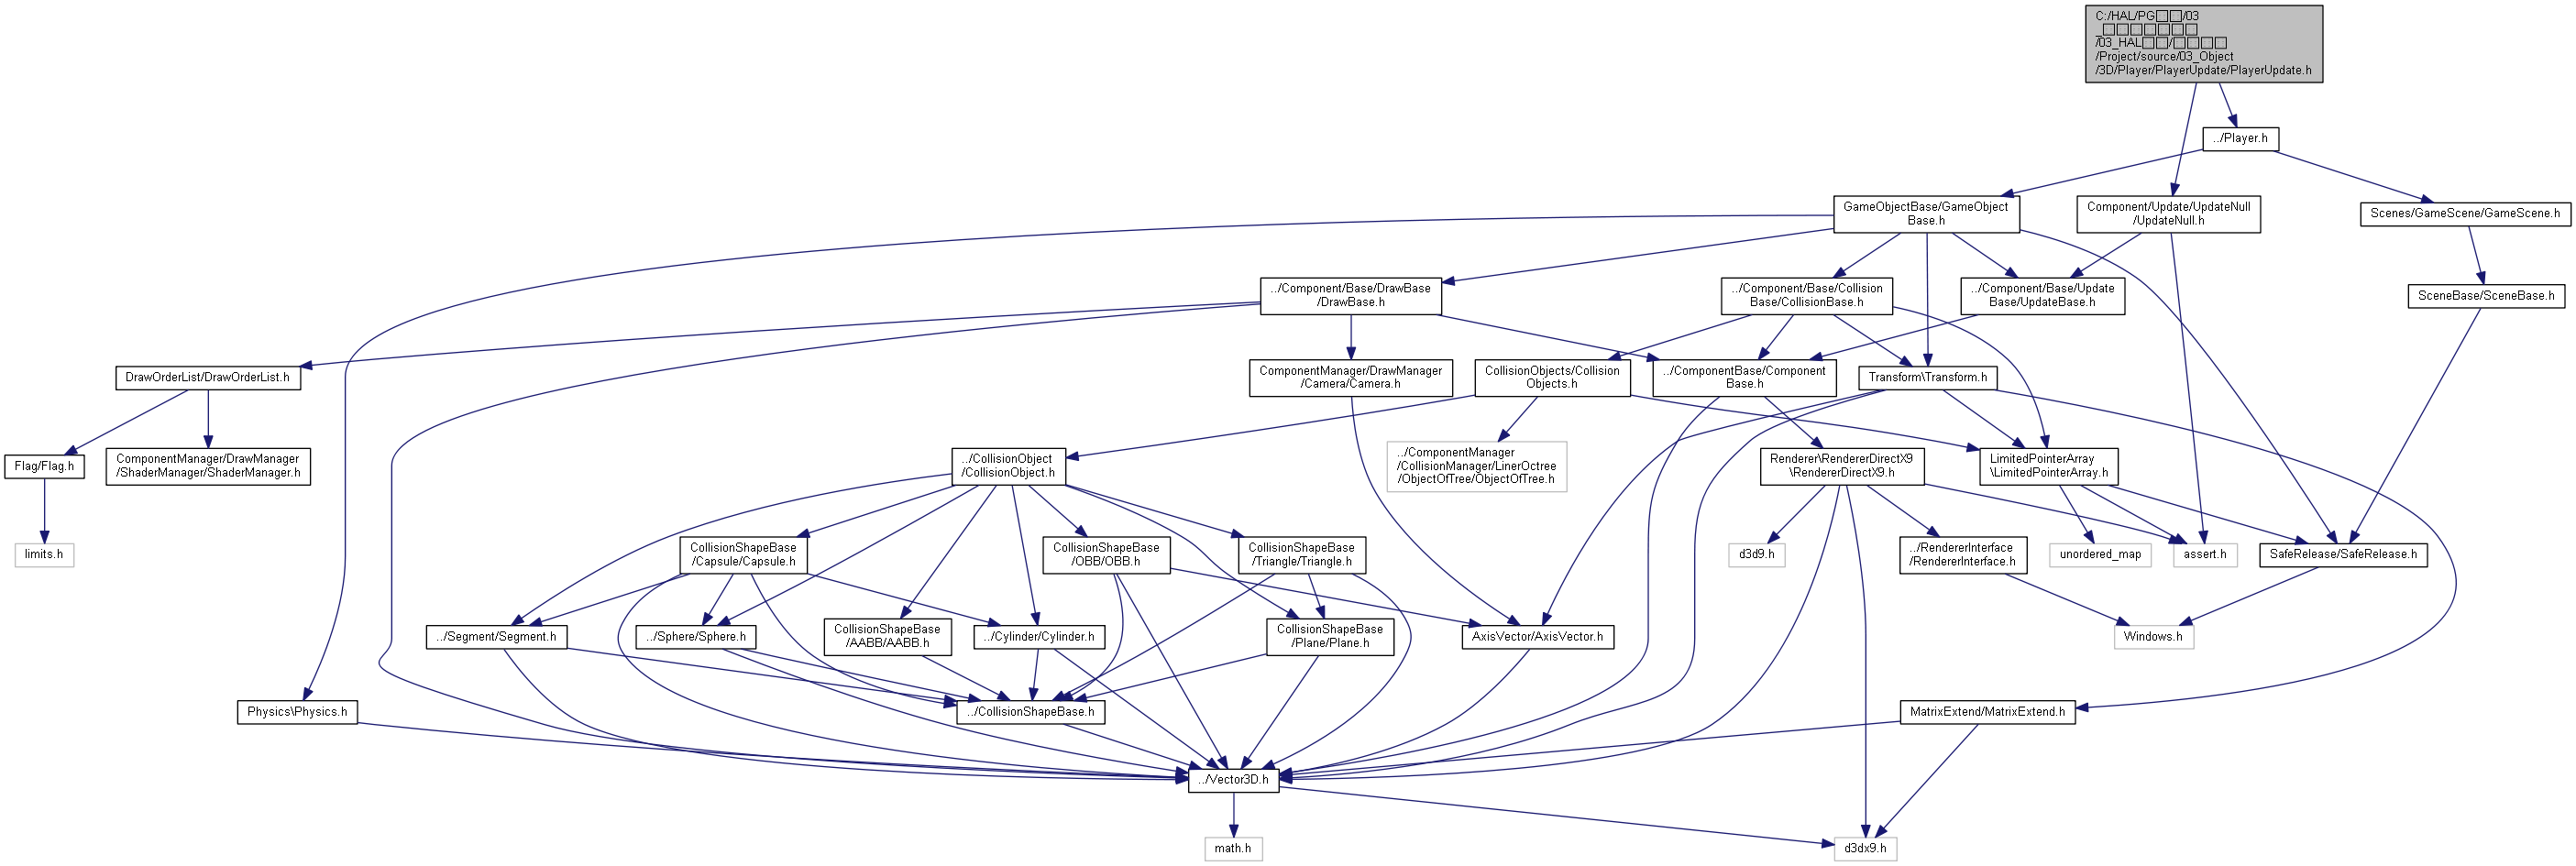 C:/HAL/PG□□/03
_□□□□□□□
/03_HAL□□/□□□□
/Project/source/03_Object
/3D/Player/PlayerUpdate/PlayerUpdate.h
../Player.h
GameObjectBase/GameObject
Base.h
Component/Update/UpdateNull
/UpdateNull.h
Scenes/GameScene/GameScene.h
../Component/Base/DrawBase
/DrawBase.h
../Component/Base/Collision
Base/CollisionBase.h
../Component/Base/Update
Base/UpdateBase.h
SceneBase/SceneBase.h
DrawOrderList/DrawOrderList.h
ComponentManager/DrawManager
/Camera/Camera.h
CollisionObjects/Collision
Objects.h
../ComponentBase/Component
Base.h
Transform\Transform.h
Flag/Flag.h
ComponentManager/DrawManager
/ShaderManager/ShaderManager.h
../CollisionObject
/CollisionObject.h
../ComponentManager
/CollisionManager/LinerOctree
/ObjectOfTree/ObjectOfTree.h
Renderer\RendererDirectX9
\RendererDirectX9.h
LimitedPointerArray
\LimitedPointerArray.h
limits.h
CollisionShapeBase
/Capsule/Capsule.h
CollisionShapeBase
/OBB/OBB.h
CollisionShapeBase
/Triangle/Triangle.h
d3d9.h
../RendererInterface
/RendererInterface.h
unordered_map
assert.h
SafeRelease/SafeRelease.h
../Segment/Segment.h
../Sphere/Sphere.h
CollisionShapeBase
/AABB/AABB.h
../Cylinder/Cylinder.h
CollisionShapeBase
/Plane/Plane.h
AxisVector/AxisVector.h
Windows.h
Physics\Physics.h
../CollisionShapeBase.h
MatrixExtend/MatrixExtend.h
../Vector3D.h
math.h
d3dx9.h